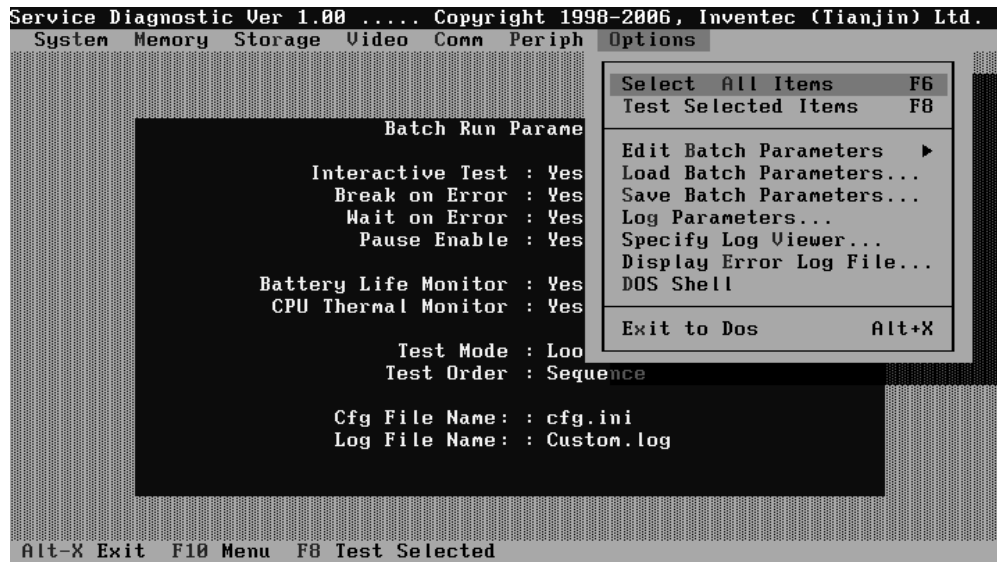 Service Diagnostic Ver 1.00 ..... Copyright 1998-2006, Inventec (Tianjin) Ltd.
System Memory Storage Video Comm Periph Options
Select All Items F6
Test Selected Items F8
Edit Batch Parameters ►
Load Batch Parameters...
Save Batch Parameters...
Log Parameters...
Specify Log Viewer...
Display Error Log File...
DOS Shell
Exit to Dos Alt+X
Batch Run Parame
Interactive Test : Yes
Break on Error : Yes
Wait on Error : Yes
Pause Enable : Yes
Battery Life Monitor : Yes
CPU Thermal Monitor : Yes
Test Mode : Loo
Test Order : Sequence
Cfg File Name: : cfg.ini
Log File Name: : Custom.log
Alt-X Exit F10 Menu F8 Test Selected